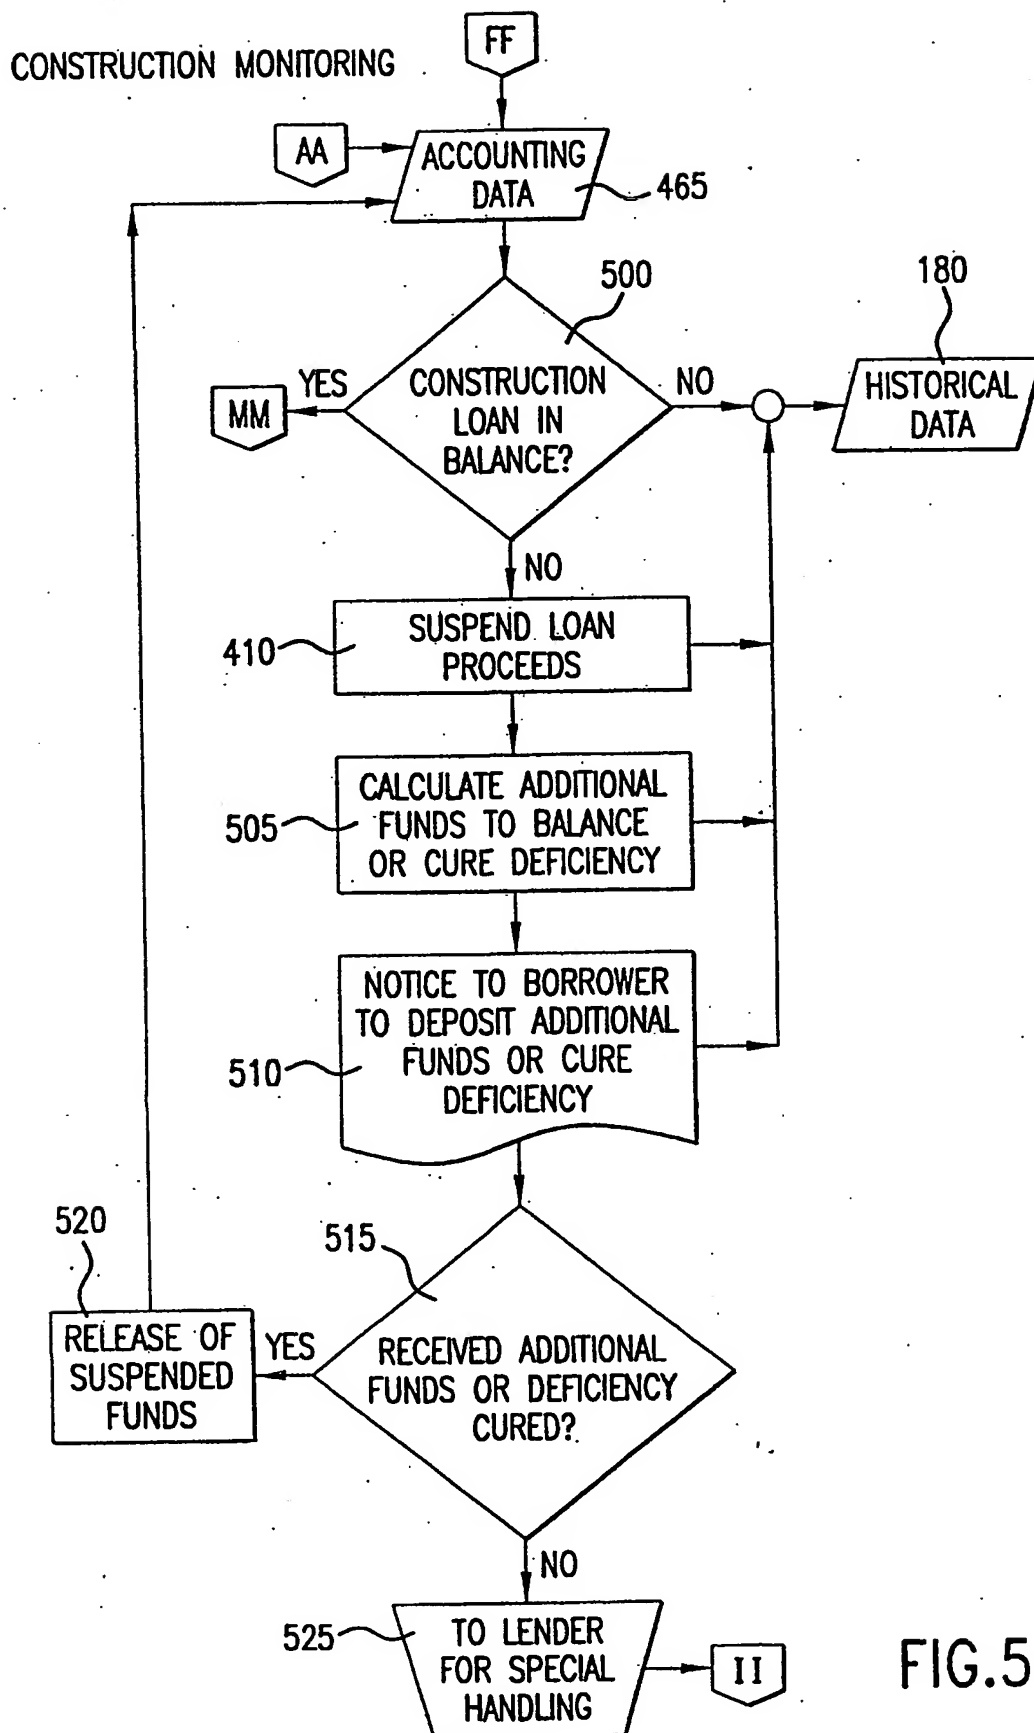 FF
CONSTRUCTION MONITORING
AA
ACCOUNTING
DATA
465
500
180
YES
MM
CONSTRUCTION
LOAN IN
BALANCE?
NO
HISTORICAL
DATA
NO
410
SUSPEND LOAN
PROCEEDS
505
CALCULATE ADDITIONAL
FUNDS TO BALANCE
OR CURE DEFICIENCY
510
NOTICE TO BORROWER
TO DEPOSIT ADDITIONAL
FUNDS OR CURE
DEFICIENCY
520
515
RELEASE OF
SUSPENDED
FUNDS
YES
RECEIVED ADDITIONAL
FUNDS OR DEFICIENCY
CURED?
NO
525
TO LENDER
FOR SPECIAL
HANDLING
II
FIG.5